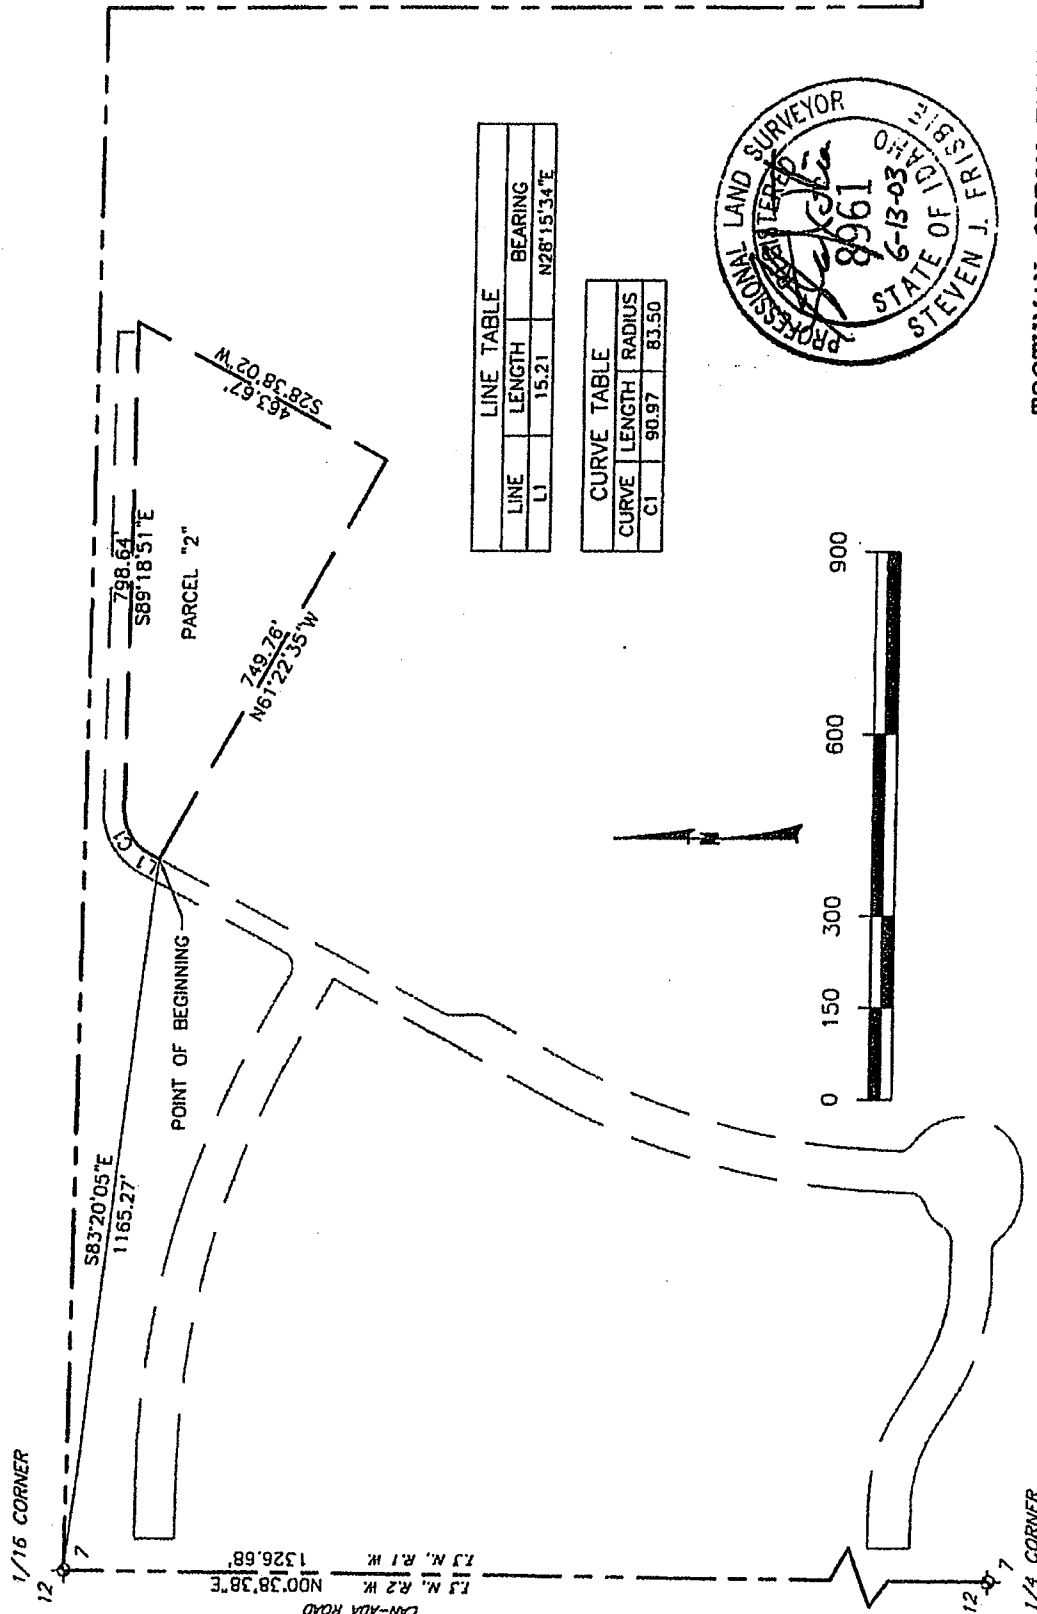 1/16 CORNER
12
7
S83°20'05"E
1165.27'
POINT OF BEGINNING
L1
C1
798.64'
S89°18'51"E
PARCEL "2"
S28°38'02"W
463.67'
749.76'
N61°22'35"W
CAN-ADA ROAD
N00°38'38"E
1326.68'
T.3 N., R.2 W.
T.3 N., R.1 W.
12
7
1/4 CORNER
N
0 150 300 600 900
LINE TABLE
LINE LENGTH BEARING
L1 15.21 N28°15'34"E
CURVE TABLE
CURVE LENGTH RADIUS
C1 90.97 83.50
PROFESSIONAL LAND SURVEYOR
REGISTERED
8961
6-13-03
STATE OF IDAHO
STEVEN J. FRISBIE